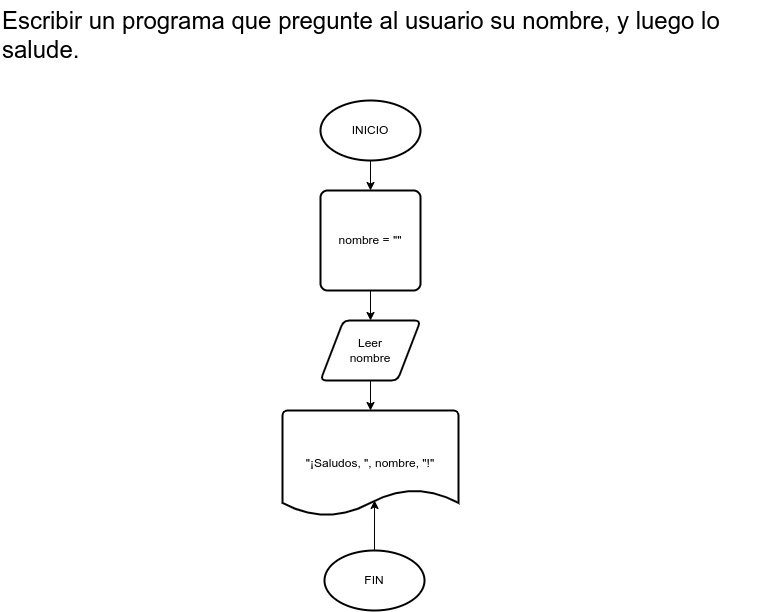 Escribir un programa que pregunte al usuario su nombre, y luego lo
salude.
INICIO
nombre = ""
Leer
nombre
"¡Saludos, ", nombre, "!"
FIN